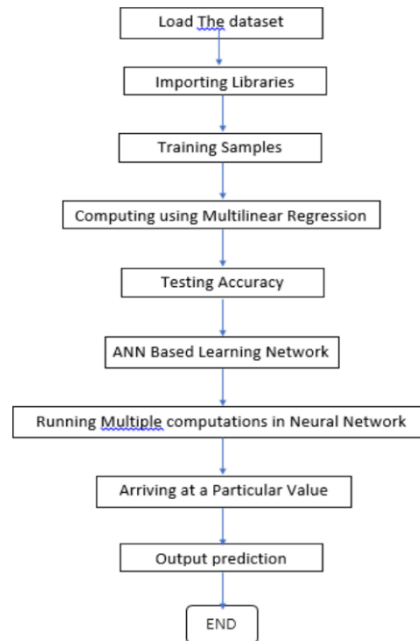 Load The dataset
Importing Libraries
Training Samples
Computing using Multilinear Regression
Testing Accuracy
ANN Based Learning Network
Running Multiple computations in Neural Network
Arriving at a Particular Value
Output prediction
END